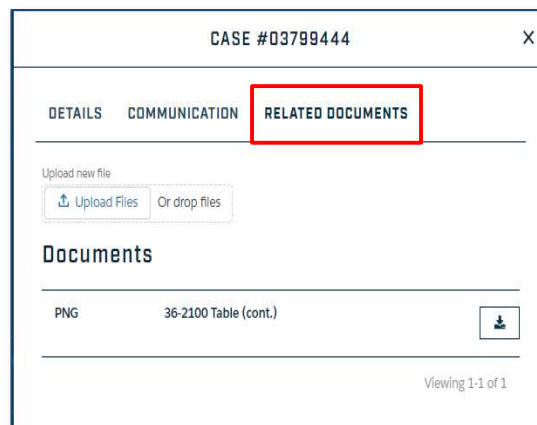 CASE #03799444 X
DETAILS COMMUNICATION RELATED DOCUMENTS
Upload new file
Upload Files Or drop files
Documents
PNG 36-2100 Table (cont.)
Viewing 1-1 of 1